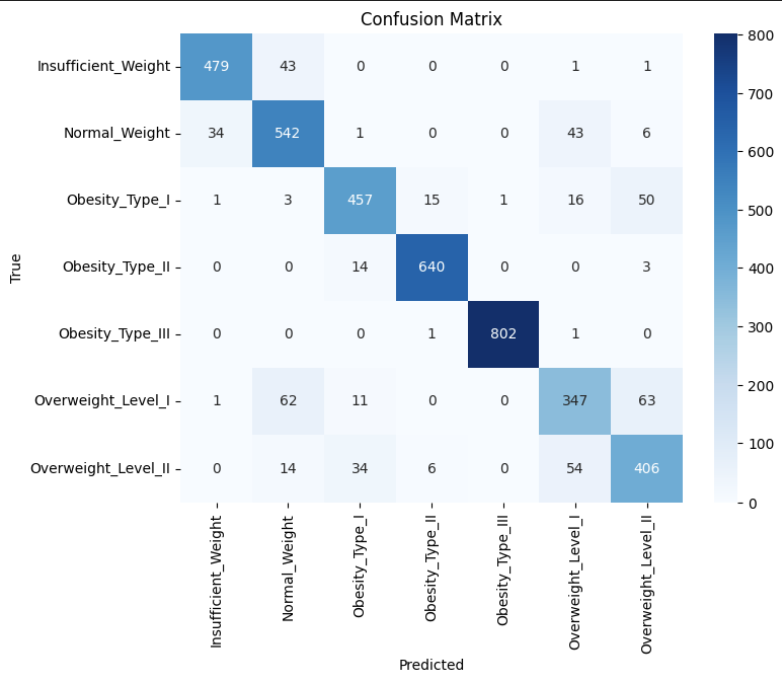 Confusion Matrix
Insufficient_Weight 479 43 0 0 0 1 1
Normal_Weight 34 542 1 0 0 43 6
Obesity_Type_I 1 3 457 15 1 16 50
Obesity_Type_II 0 0 14 640 0 0 3
Obesity_Type_III 0 0 0 1 802 1 0
Overweight_Level_I 1 62 11 0 0 347 63
Overweight_Level_II 0 14 34 6 0 54 406
True
Insufficient_Weight
Normal_Weight
Obesity_Type_I
Obesity_Type_II
Obesity_Type_III
Overweight_Level_I
Overweight_Level_II
Predicted
800
700
600
500
400
300
200
100
0